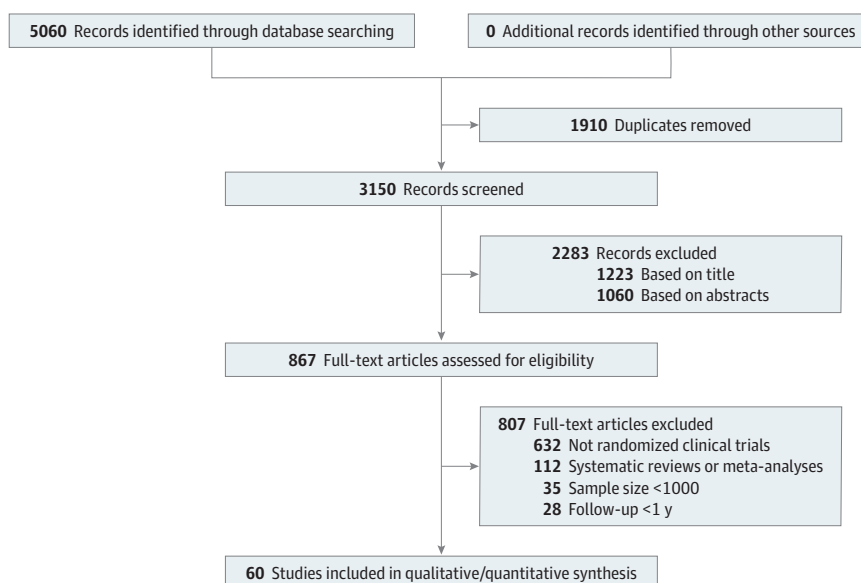 5060 Records identified through database searching
0 Additional records identified through other sources
1910 Duplicates removed
3150 Records screened
2283 Records excluded
1223 Based on title
1060 Based on abstracts
867 Full-text articles assessed for eligibility
807 Full-text articles excluded
632 Not randomized clinical trials
112 Systematic reviews or meta-analyses
35 Sample size <1000
28 Follow-up <1 y
60 Studies included in qualitative/quantitative synthesis